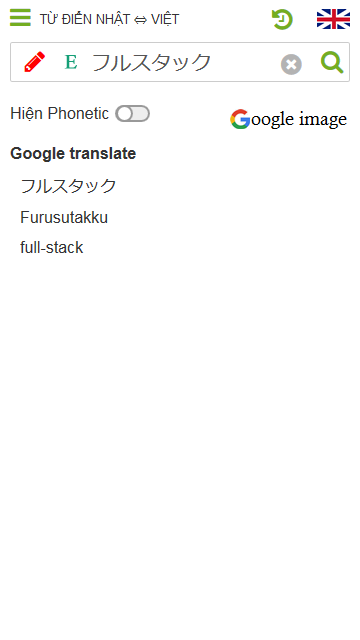 TỪ ĐIỂN NHẬT ⇔ VIỆT
E フルスタック
Hiện Phonetic
Google image
Google translate
フルスタック
Furusutakku
full-stack